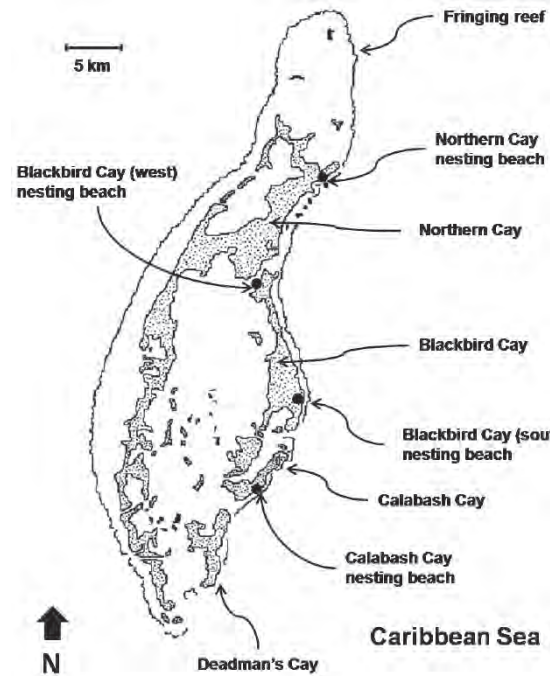 Fringing reef
5 km
Northern Cay
nesting beach
Blackbird Cay (west)
nesting beach
Northern Cay
Blackbird Cay
Blackbird Cay (sou
nesting beach
Calabash Cay
Calabash Cay
nesting beach
Caribbean Sea
N
Deadman's Cay